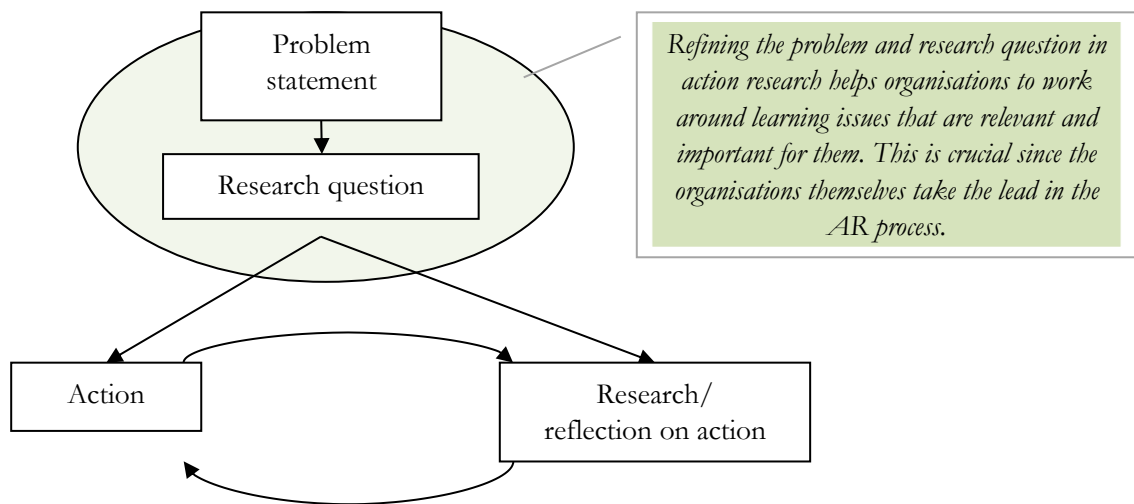 Problem
statement
Research question
Refining the problem and research question in
action research helps organisations to work
around learning issues that are relevant and
important for them. This is crucial since the
organisations themselves take the lead in the
AR process.
Action
Research/
reflection on action